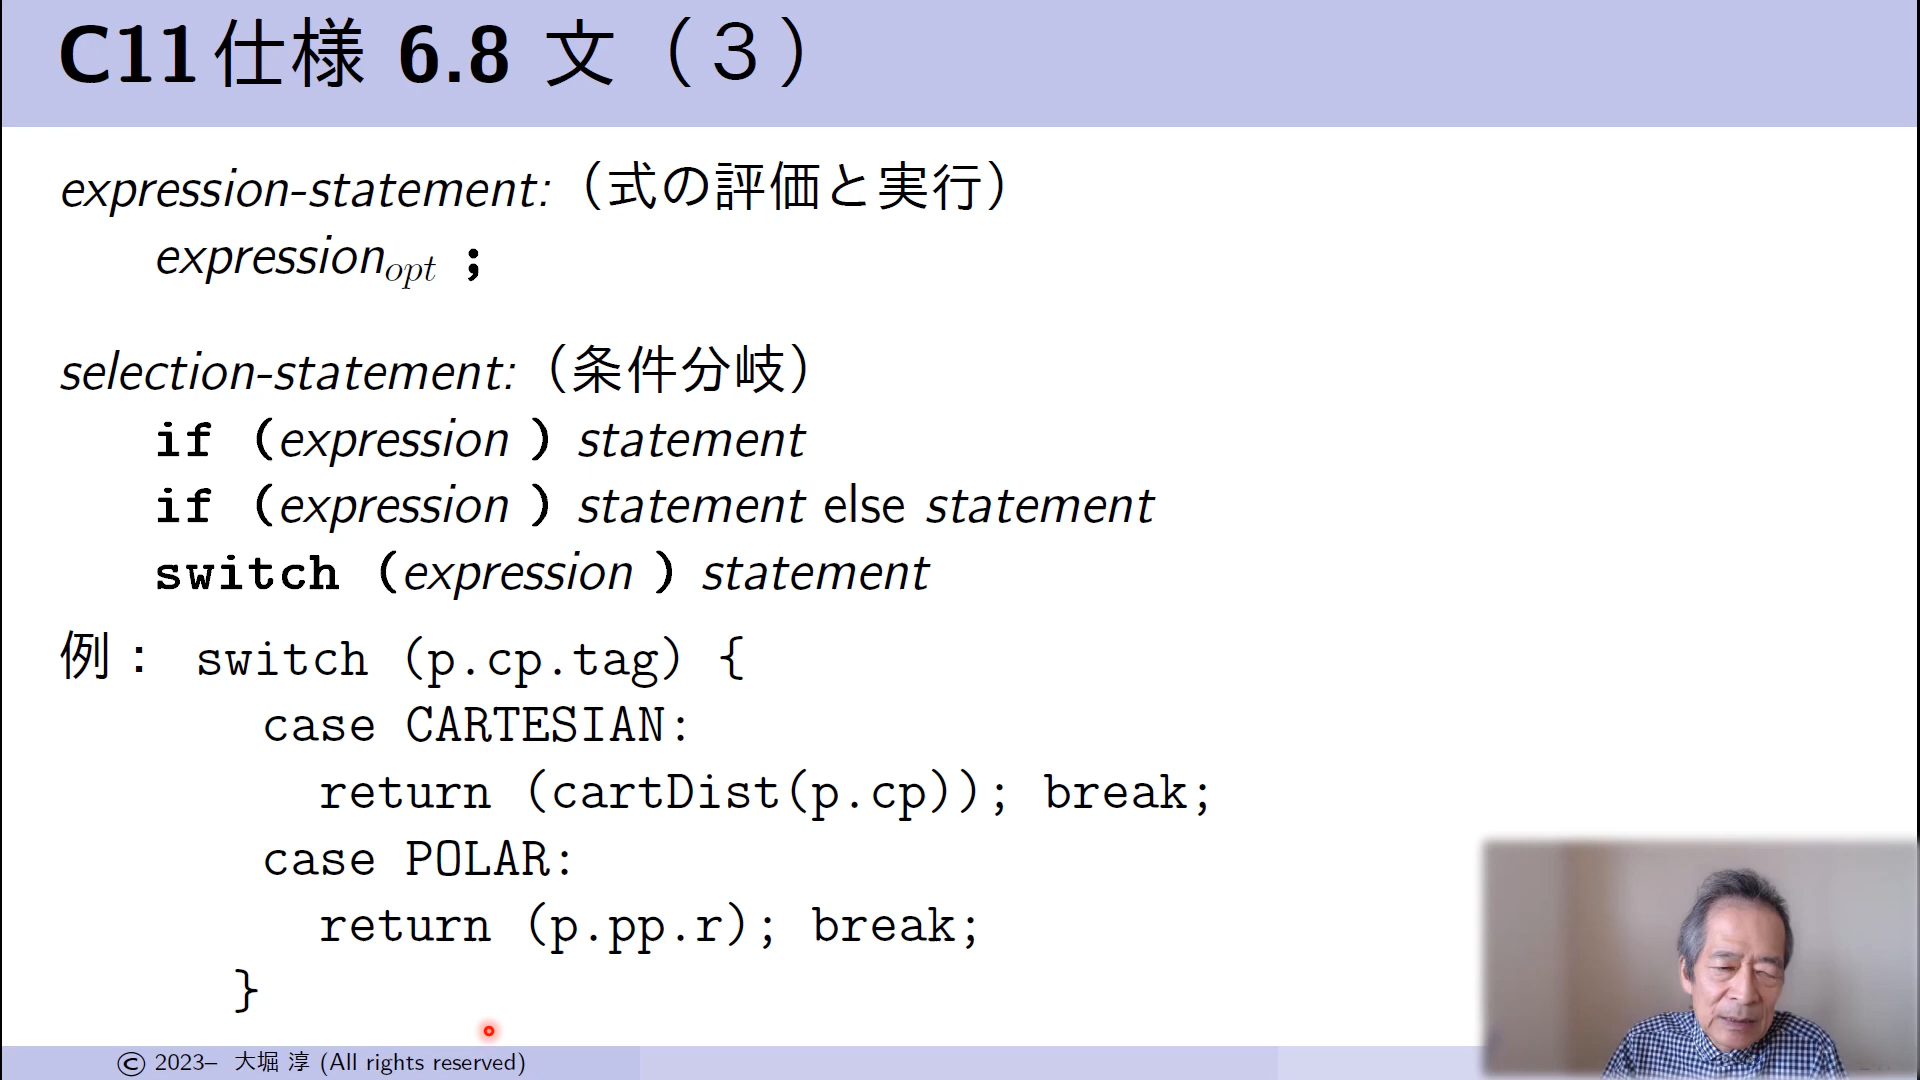 C11仕様 6.8 文（３）
expression-statement:（式の評価と実行）
expressionopt ;
selection-statement:（条件分岐）
if (expression ) statement
if (expression ) statement else statement
switch (expression ) statement
例： switch (p.cp.tag) {
case CARTESIAN:
return (cartDist(p.cp)); break;
case POLAR:
return (p.pp.r); break;
}
© 2023– 大堀 淳 (All rights reserved)